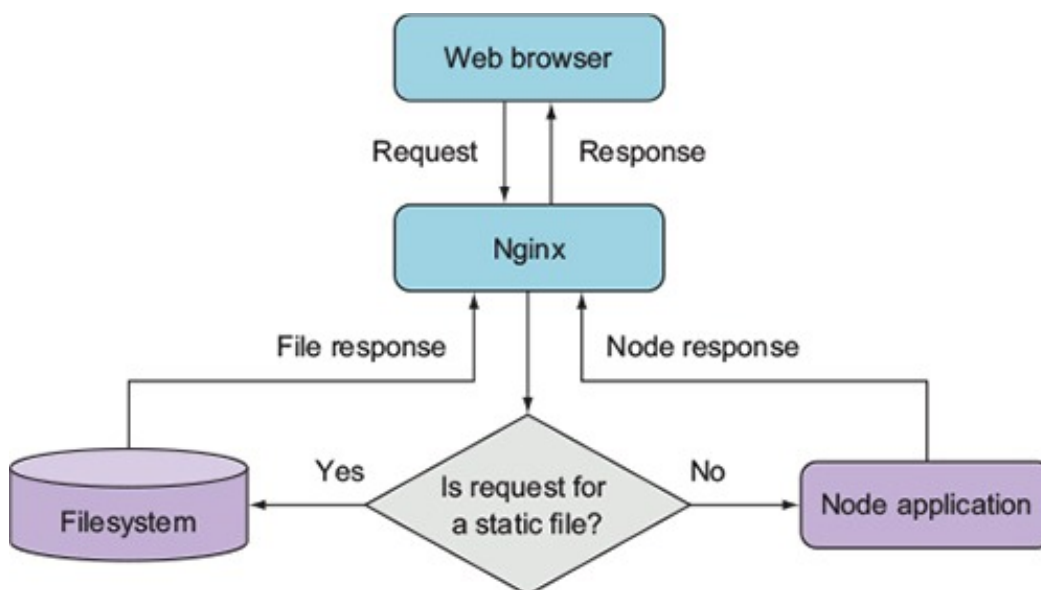 Web browser
Request
Response
Nginx
File response
Node response
Yes
No
Is request for
a static file?
Filesystem
Node application